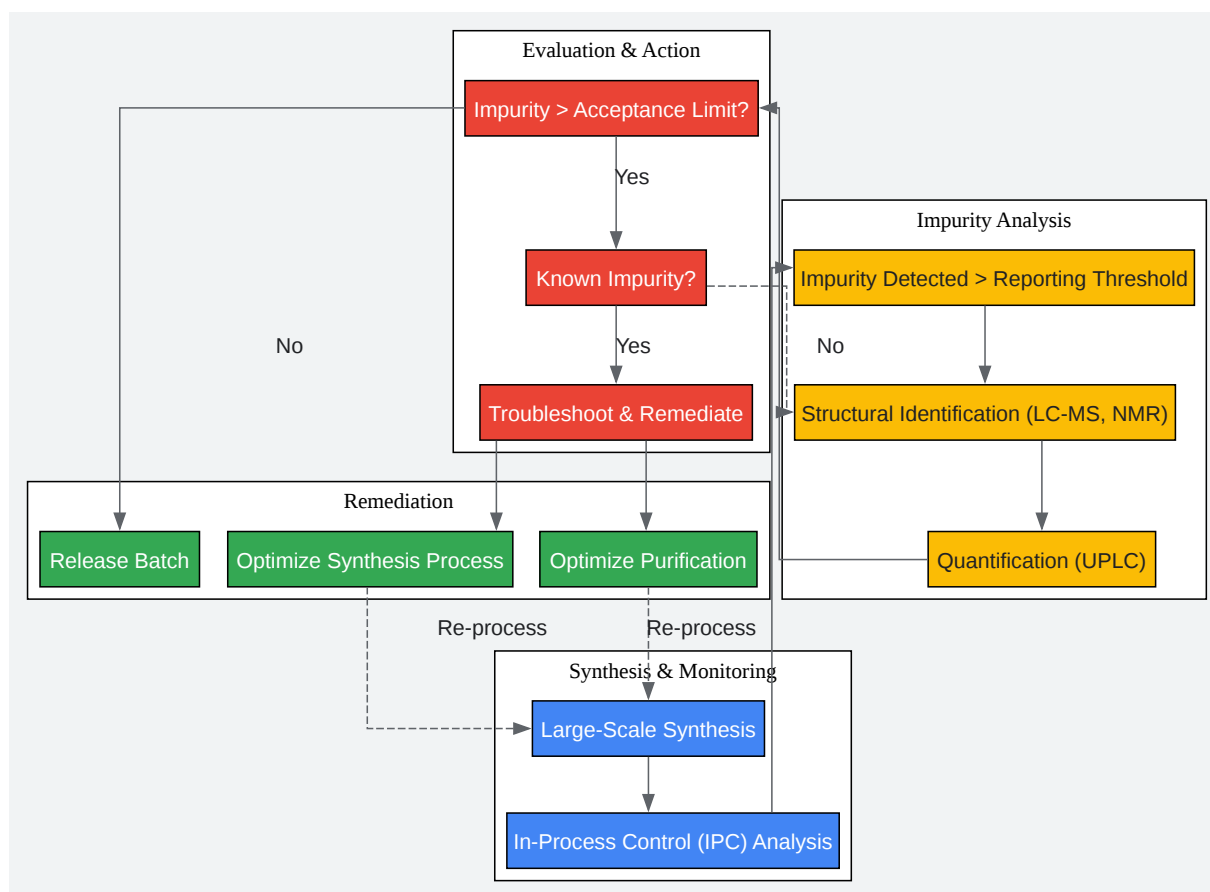 Evaluation & Action
Impurity > Acceptance Limit?
Yes
Impurity Analysis
Known Impurity?
Impurity Detected > Reporting Threshold
No
Yes
No
Troubleshoot & Remediate
Structural Identification (LC-MS, NMR)
Remediation
Release Batch
Optimize Synthesis Process
Optimize Purification
Quantification (UPLC)
Re-process
Re-process
Synthesis & Monitoring
Large-Scale Synthesis
In-Process Control (IPC) Analysis